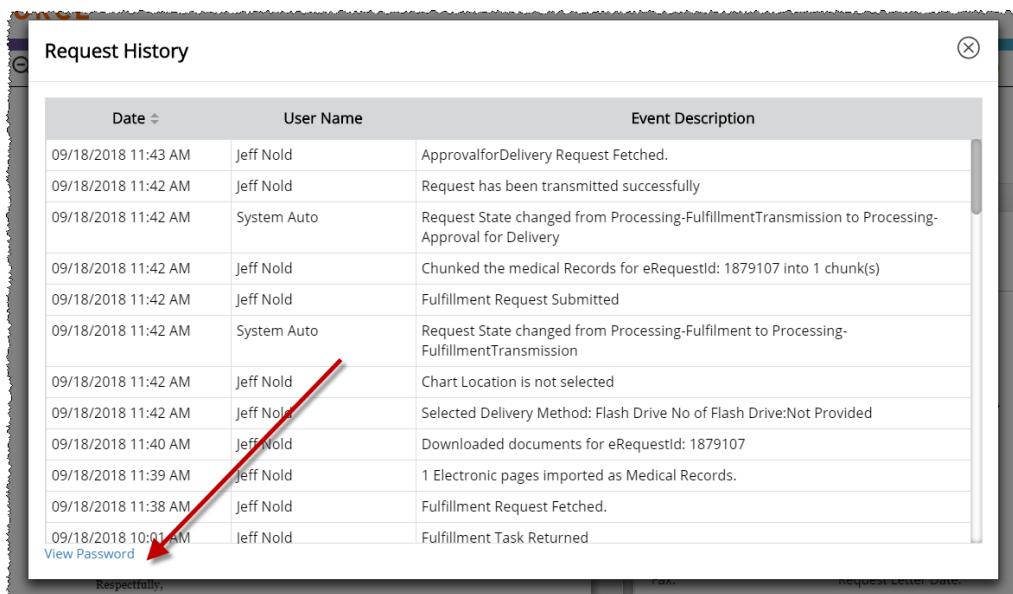 Request History
Date User Name Event Description
09/18/2018 11:43 AM Jeff Nold ApprovalforDelivery Request Fetched.
09/18/2018 11:42 AM Jeff Nold Request has been transmitted successfully
09/18/2018 11:42 AM System Auto Request State changed from Processing-FulfillmentTransmission to Processing-
Approval for Delivery
09/18/2018 11:42 AM Jeff Nold Chunked the medical Records for eRequestId: 1879107 into 1 chunk(s)
09/18/2018 11:42 AM Jeff Nold Fulfillment Request Submitted
09/18/2018 11:42 AM System Auto Request State changed from Processing-Fulfilment to Processing-
FulfillmentTransmission
09/18/2018 11:42 AM Jeff Nold Chart Location is not selected
09/18/2018 11:42 AM Jeff Nold Selected Delivery Method: Flash Drive No of Flash Drive:Not Provided
09/18/2018 11:40 AM Jeff Nold Downloaded documents for eRequestId: 1879107
09/18/2018 11:39 AM Jeff Nold 1 Electronic pages imported as Medical Records.
09/18/2018 11:38 AM Jeff Nold Fulfillment Request Fetched.
09/18/2018 10:01 AM Jeff Nold Fulfillment Task Returned
View Password
Respectfully,
Fax: Request Letter Date: